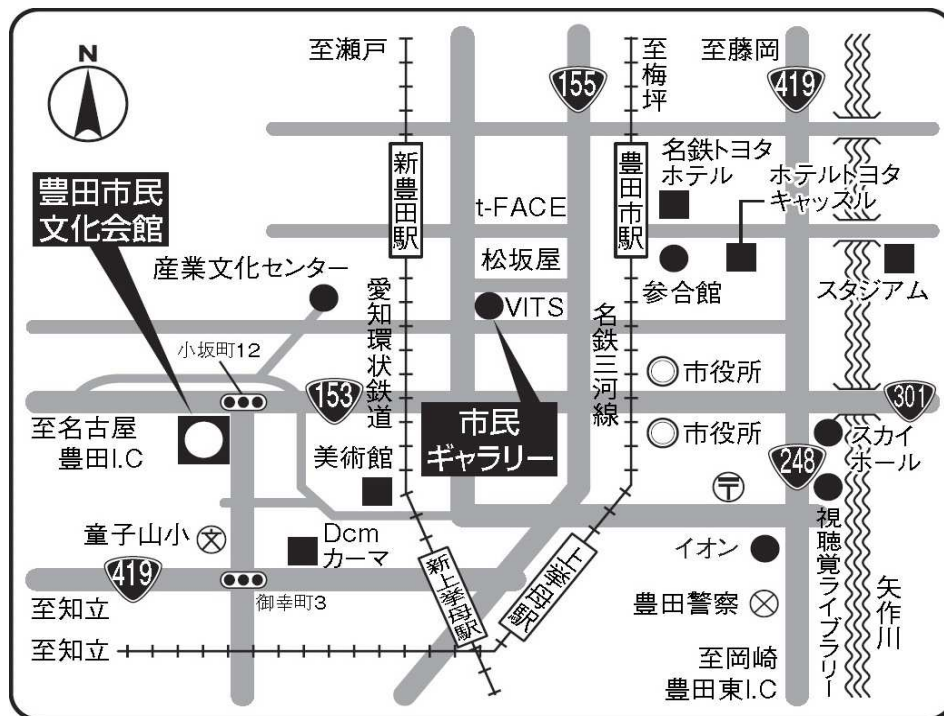 N
至瀬戸
155
至梅坪
至藤岡
419
新豊田駅
豊田市駅
名鉄トヨタ
ホテル
ホテルトヨタ
キャッスル
豊田市民
文化会館
t-FACE
産業文化センター
松坂屋
参合館
スタジアム
愛知環状鉄道
VITS
名鉄三河線
小坂町12
153
市役所
301
至名古屋
豊田I.C
市民
ギャラリー
市役所
スカイ
ホール
美術館
248
〒
視聴覚ライブラリー
童子山小
文
Dcm
カーマ
イオン
矢作川
419
新上挙母駅
上挙母駅
至知立
御幸町3
豊田警察
至知立
至岡崎
豊田東I.C